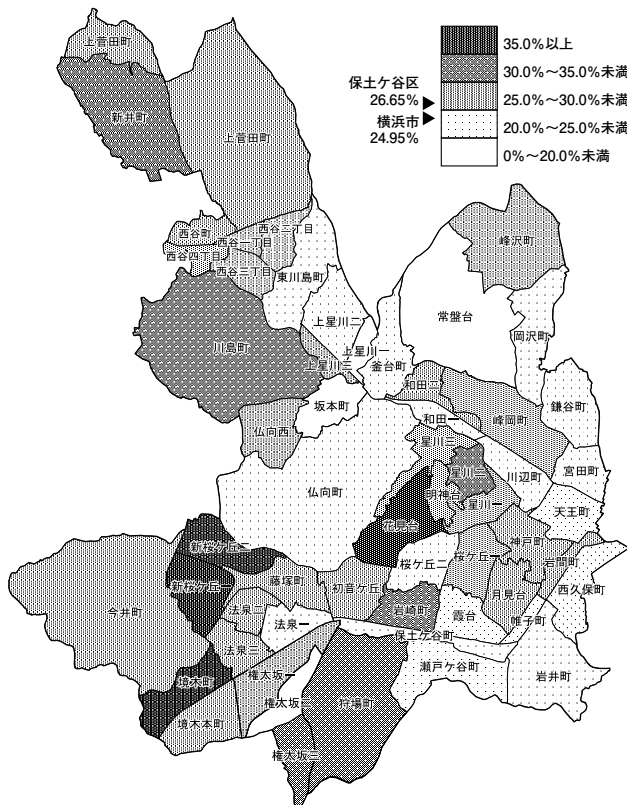 35.0%以上
30.0%～35.0%未満
25.0%～30.0%未満
20.0%～25.0%未満
0%～20.0%未満
保土ケ谷区
26.65%
横浜市
24.95%
上菅田町
新井町
上菅田町
西谷町
西谷四丁目
西谷一丁目
西谷二丁目
西谷三丁目
東川島町
峰沢町
常盤台
岡沢町
上星川二
上星川一
上星川三
釜台町
川島町
和田二
坂本町
和田一
峰岡町
鎌谷町
仏向西
星川三
星川二
川辺町
宮田町
仏向町
明神台
星川一
天王町
花見台
新桜ケ丘二
神戸町
岩間町
桜ケ丘二
桜ケ丘一
新桜ケ丘一
藤塚町
初音ケ丘
月見台
西久保町
今井町
法泉二
岩崎町
霞台
帷子町
法泉一
保土ケ谷町
法泉三
瀬戸ケ谷町
岩井町
境木町
権太坂一
権太坂二
狩場町
境木本町
権太坂三